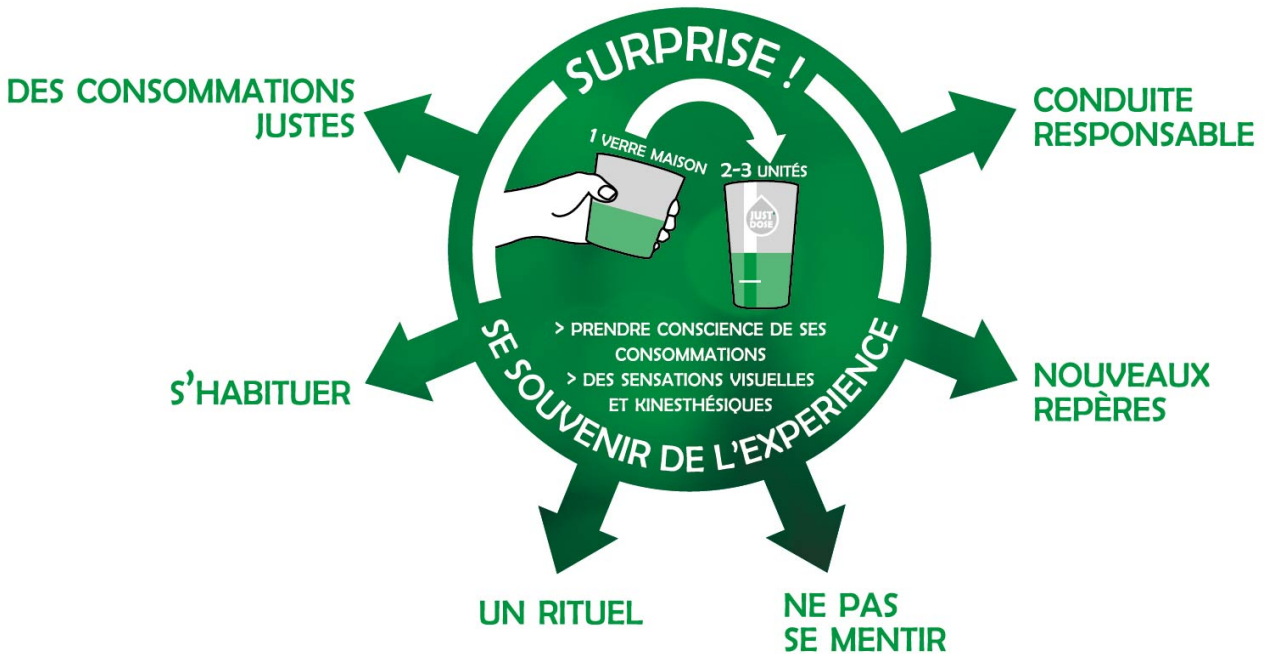 SURPRISE !
DES CONSOMMATIONS
JUSTES
CONDUITE
RESPONSABLE
1 VERRE MAISON
2-3 UNITÉS
JUST
DOSE
> PRENDRE CONSCIENCE DE SES
CONSOMMATIONS
> DES SENSATIONS VISUELLES
ET KINESTHÉSIQUES
SE SOUVENIR DE L'EXPERIENCE
S'HABITUER
NOUVEAUX
REPÈRES
UN RITUEL
NE PAS
SE MENTIR